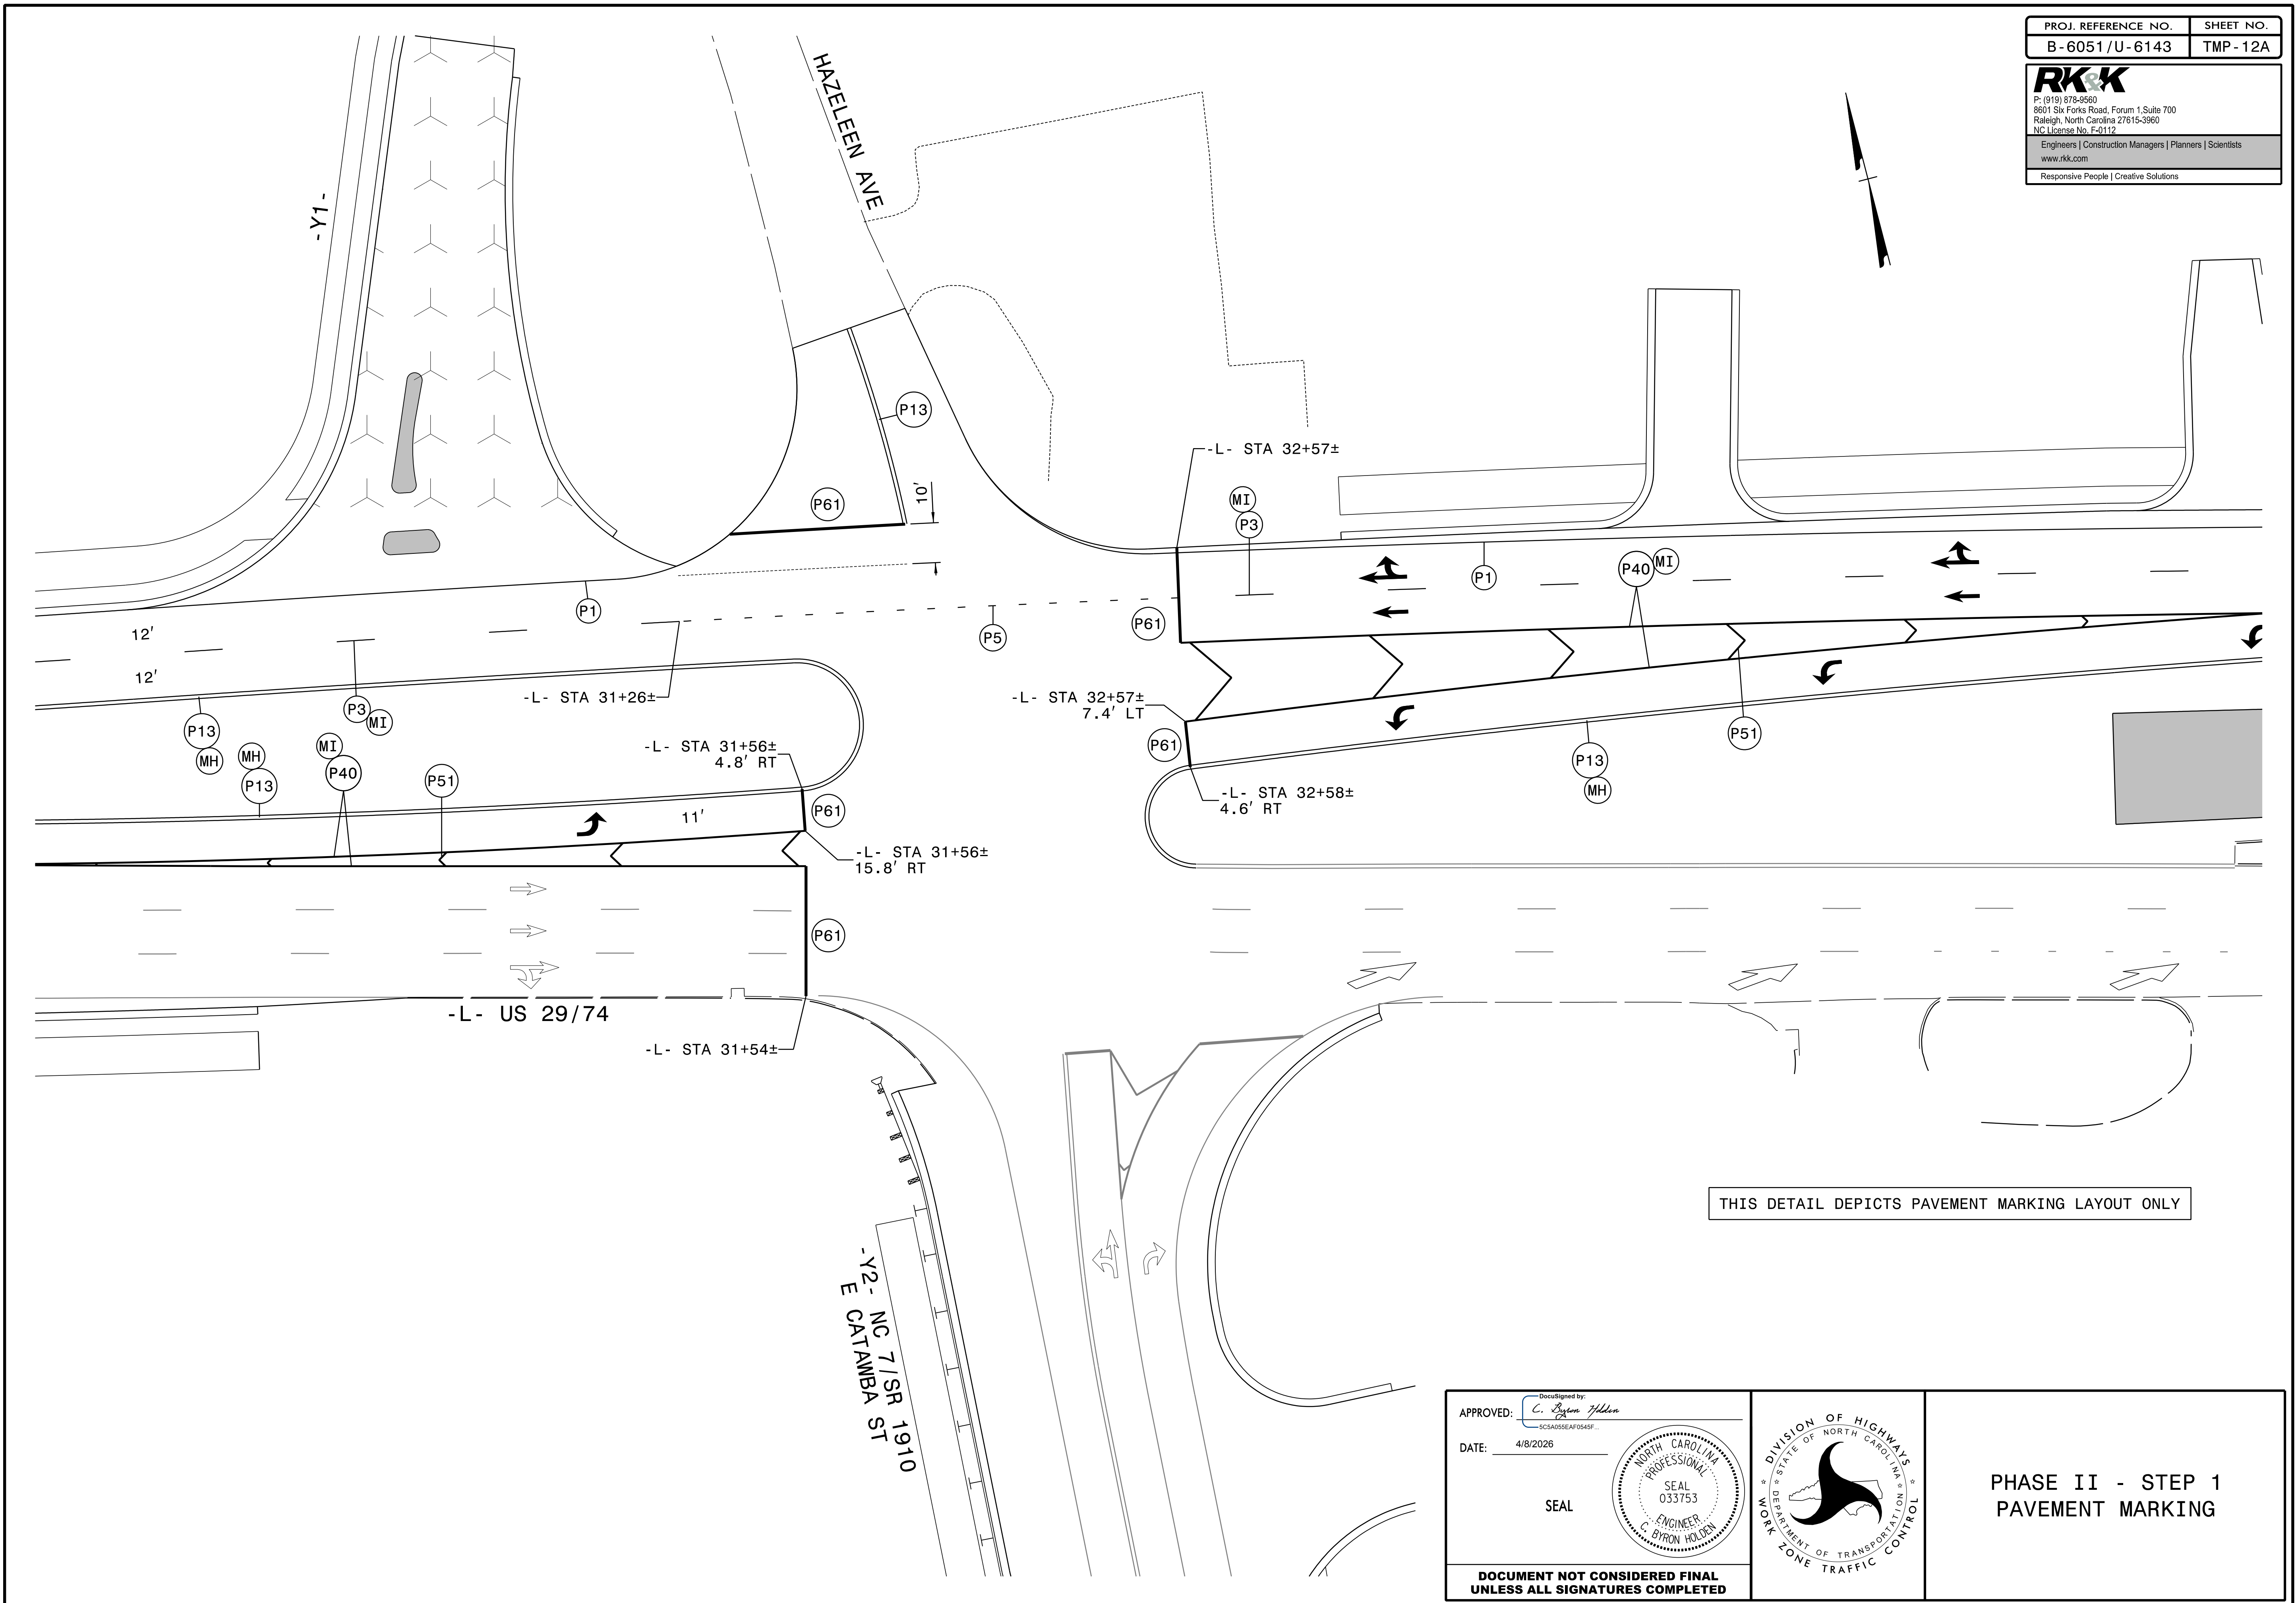 PROJ. REFERENCE NO.
SHEET NO.
B-6051/U-6143
TMP-12A
RK&K
P: (919) 878-9560
8601 Six Forks Road, Forum 1, Suite 700
Raleigh, North Carolina 27615-3960
NC License No. F-0112
Engineers | Construction Managers | Planners | Scientists
www.rkk.com
Responsive People | Creative Solutions
-Y1-
HAZELEEN AVE
P13
P61
10'
-L- STA 32+57±
MI
P3
P1
P40
MI
P1
P5
P61
12'
12'
-L- STA 31+26±
P3
MI
P13
MH
-L- STA 32+57±
7.4' LT
P61
P51
P13
MH
-L- STA 32+58±
4.6' RT
MH
P13
MI
P40
P51
-L- STA 31+56±
4.8' RT
P61
11'
-L- STA 31+56±
15.8' RT
P61
-L- US 29/74
-L- STA 31+54±
-Y2- NC 7/SR 1910
E CATAWBA ST
THIS DETAIL DEPICTS PAVEMENT MARKING LAYOUT ONLY
APPROVED:
DocuSigned by:
C. Byron Holden
5C5A055EAF0545F...
DATE:
4/8/2026
SEAL
NORTH CAROLINA
PROFESSIONAL
SEAL
033753
ENGINEER
C. BYRON HOLDEN
DOCUMENT NOT CONSIDERED FINAL
UNLESS ALL SIGNATURES COMPLETED
DIVISION OF HIGHWAYS
STATE OF NORTH CAROLINA
DEPARTMENT OF TRANSPORTATION
WORK ZONE TRAFFIC CONTROL
PHASE II - STEP 1
PAVEMENT MARKING